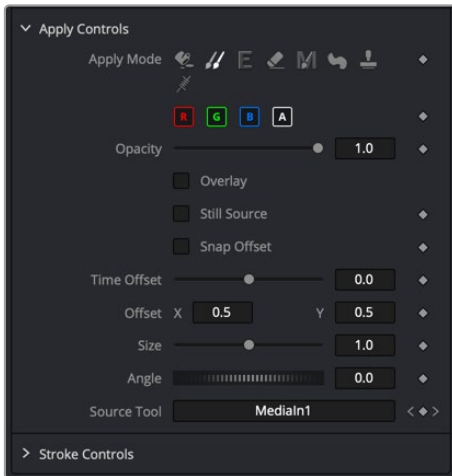 Apply Controls
Apply Mode E M
R G B A
Opacity 1.0
Overlay
Still Source
Snap Offset
Time Offset 0.0
Offset X 0.5 Y 0.5
Size 1.0
Angle 0.0
Source Tool MediaIn1
Stroke Controls